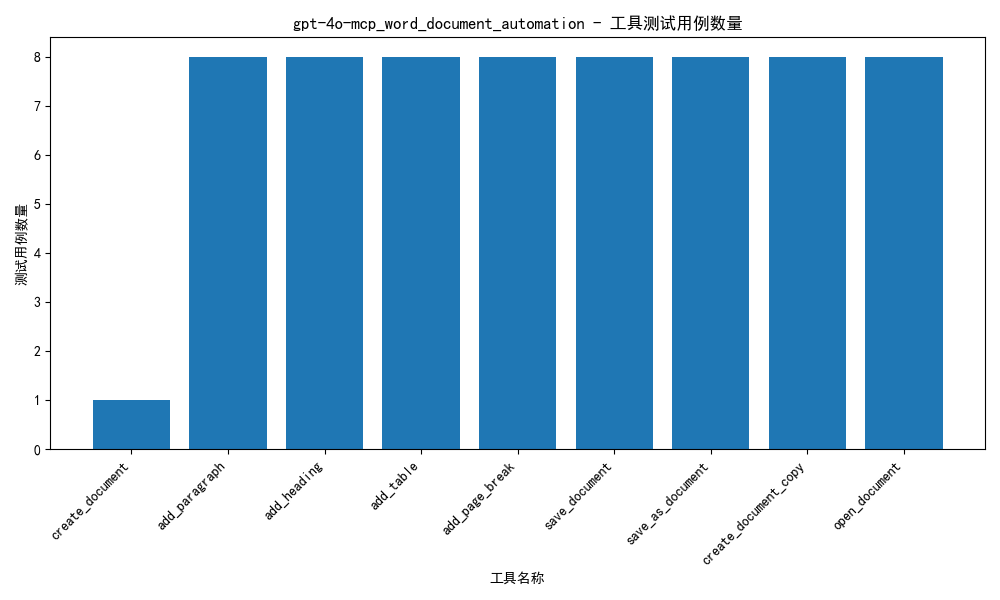 gpt-4o-mcp_word_document_automation - 工具测试用例数量
测试用例数量
8
7
6
5
4
3
2
1
0
create_document
add_paragraph
add_heading
add_table
add_page_break
save_document
save_as_document
create_document_copy
open_document
工具名称